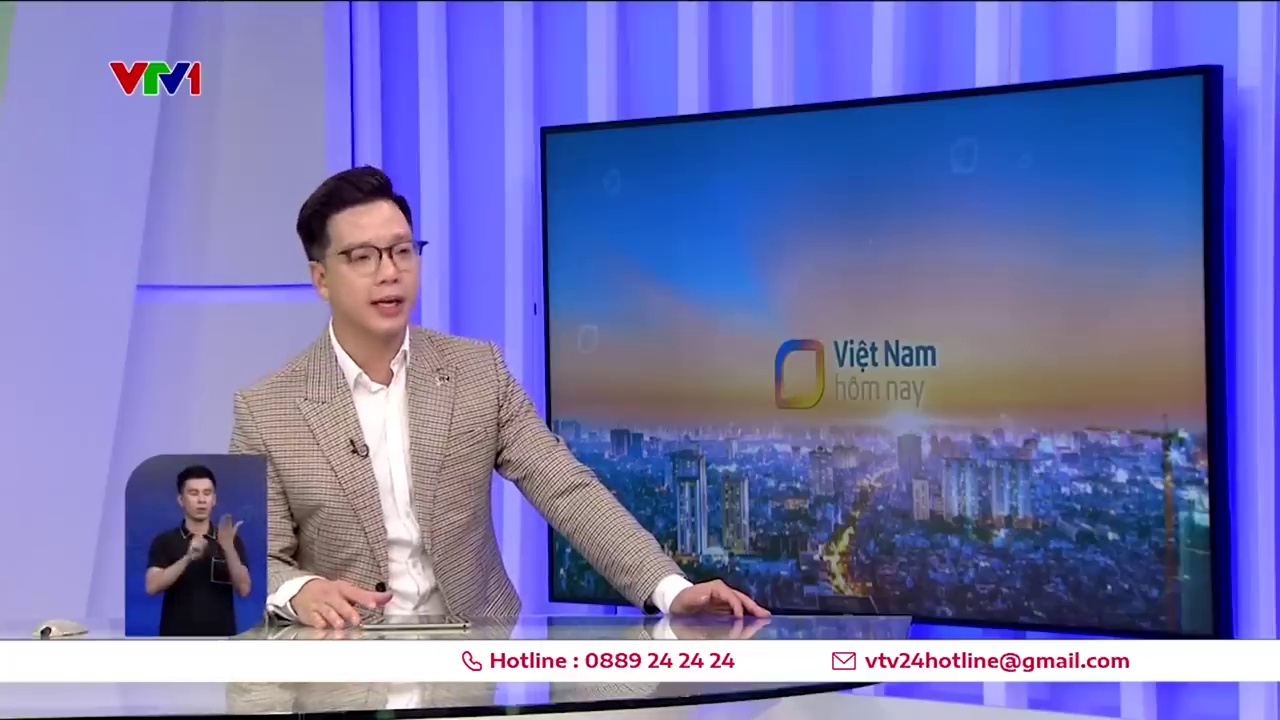 VTV1
Việt Nam
hôm nay
Hotline : 0889 24 24 24
vtv24hotline@gmail.com